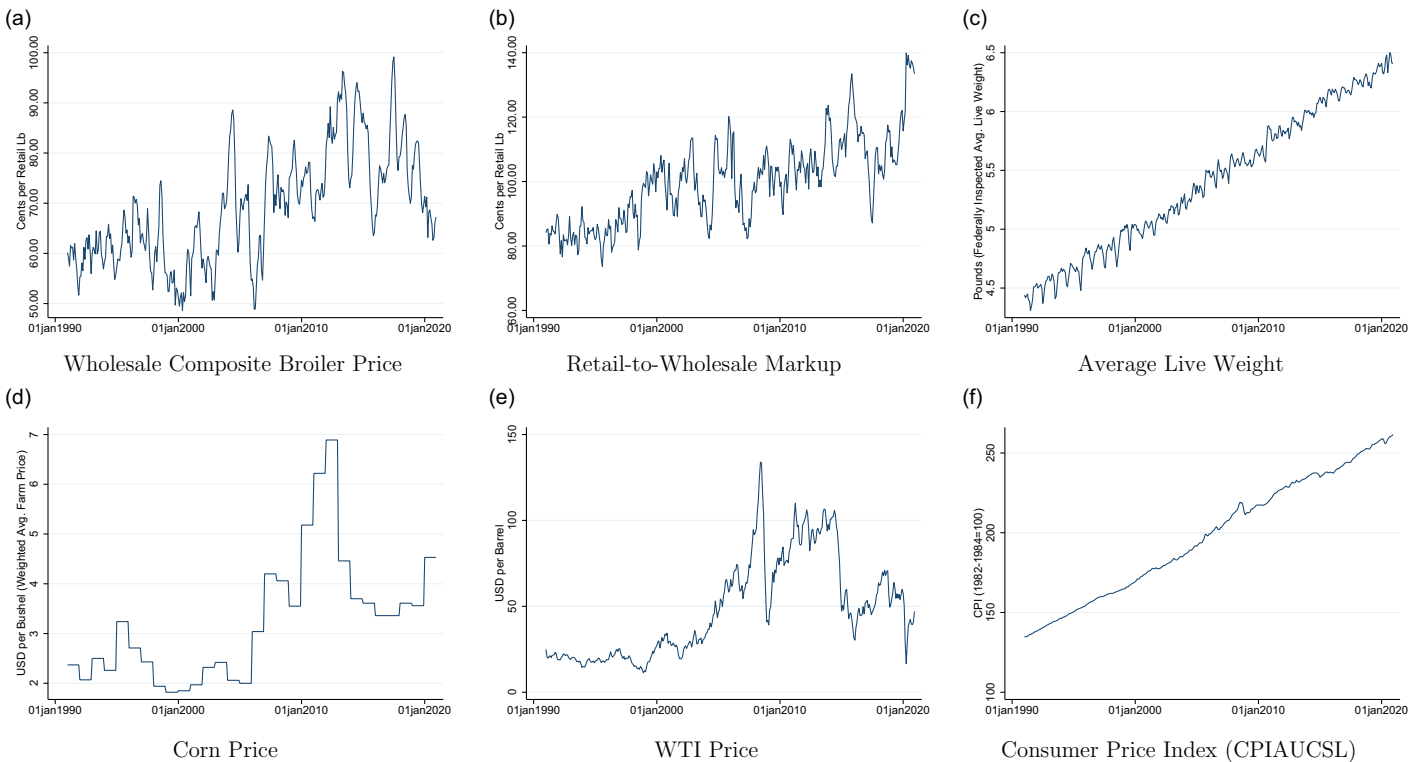 (a)
Cents per Retail Lb
100.00
90.00
80.00
70.00
60.00
50.00
01jan1990 01jan2000 01jan2010 01jan2020
Wholesale Composite Broiler Price
(b)
Cents per Retail Lb
140.00
120.00
100.00
80.00
60.00
01jan1990 01jan2000 01jan2010 01jan2020
Retail-to-Wholesale Markup
(c)
Pounds (Federally Inspected Avg. Live Weight)
6.5
6
5.5
5
4.5
01jan1990 01jan2000 01jan2010 01jan2020
Average Live Weight
(d)
USD per Bushel (Weighted Avg. Farm Price)
7
6
5
4
3
2
01jan1990 01jan2000 01jan2010 01jan2020
Corn Price
(e)
USD per Barrel
150
100
50
0
01jan1990 01jan2000 01jan2010 01jan2020
WTI Price
(f)
CPI (1982-1984=100)
250
200
150
100
01jan1990 01jan2000 01jan2010 01jan2020
Consumer Price Index (CPIAUCSL)